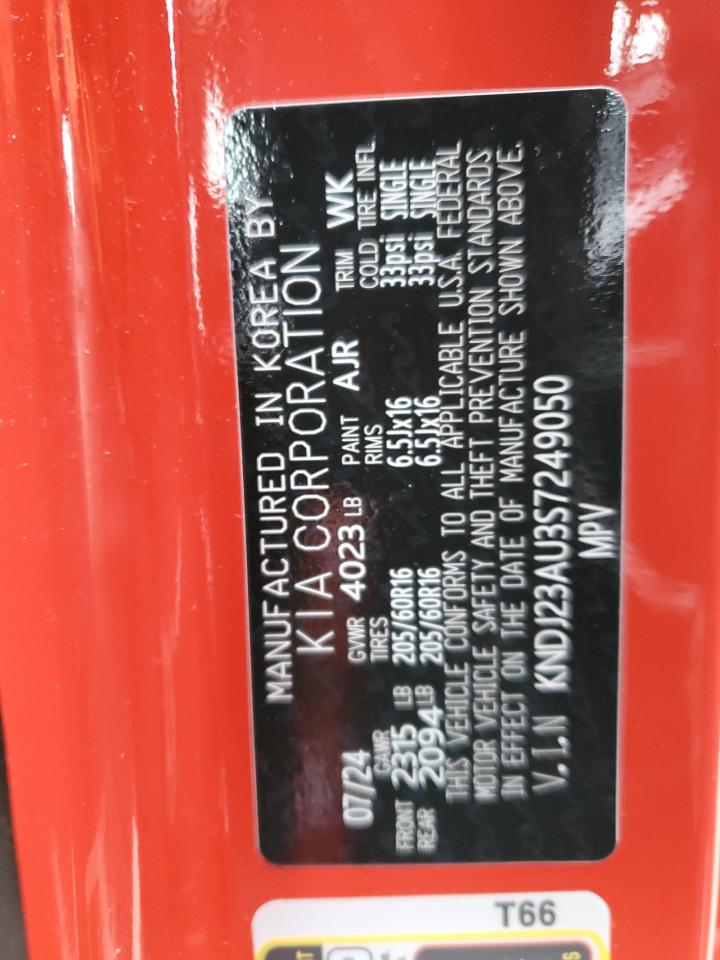 MANUFACTURED IN KOREA BY
KIA CORPORATION
07/24 GVWR 4023 LB PAINT AJR TRIM WK
GAWR TIRES RIMS COLD TIRE INFL
FRONT 2315 LB 205/60R16 6.5Jx16 33psi SINGLE
REAR 2094 LB 205/60R16 6.5Jx16 33psi SINGLE
THIS VEHICLE CONFORMS TO ALL APPLICABLE U.S.A. FEDERAL
MOTOR VEHICLE SAFETY AND THEFT PREVENTION STANDARDS
IN EFFECT ON THE DATE OF MANUFACTURE SHOWN ABOVE.
V.I.N KNDJ23AU3S7249050
MPV
T66